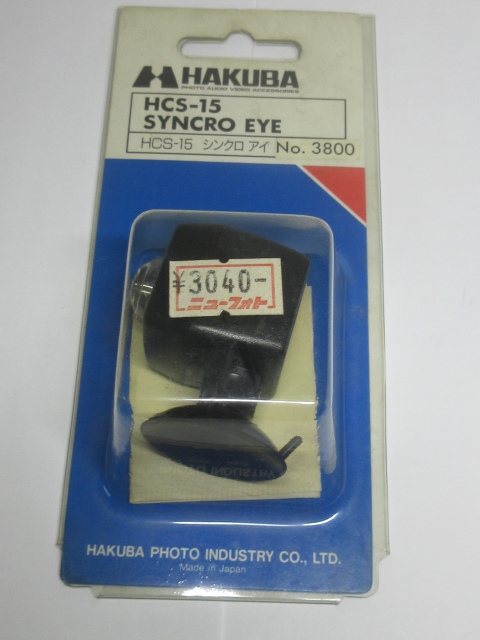 HAKUBA
PHOTO AUDIO VIDEO ACCESSORIES
HCS-15
SYNCRO EYE
HCS-15 シンクロ アイ No. 3800
¥3040-
ニューフォト
HAKUBA PHOTO INDUSTRY CO., LTD.
Made in Japan